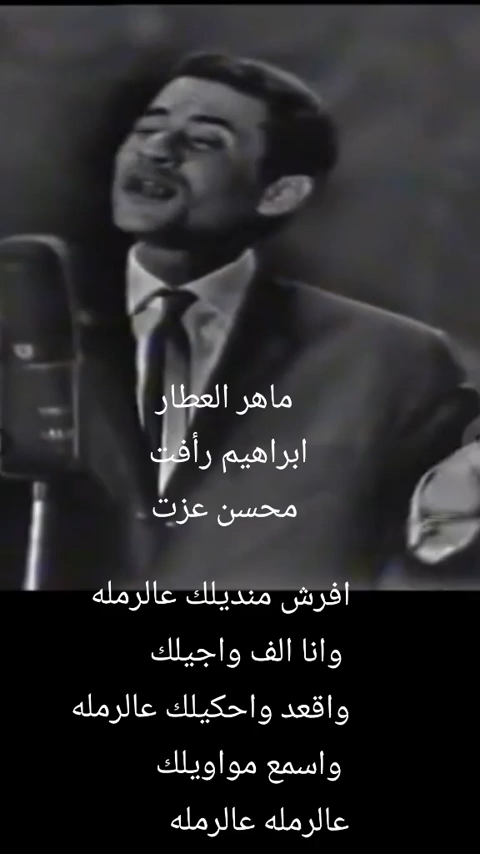 ماهر العطار
ابراهيم رأفت
محسن عزت
افرش منديلك عالرمله
وانا الف واجيلك
واقعد واحكيلك عالرمله
واسمع مواويلك
عالرمله عالرمله